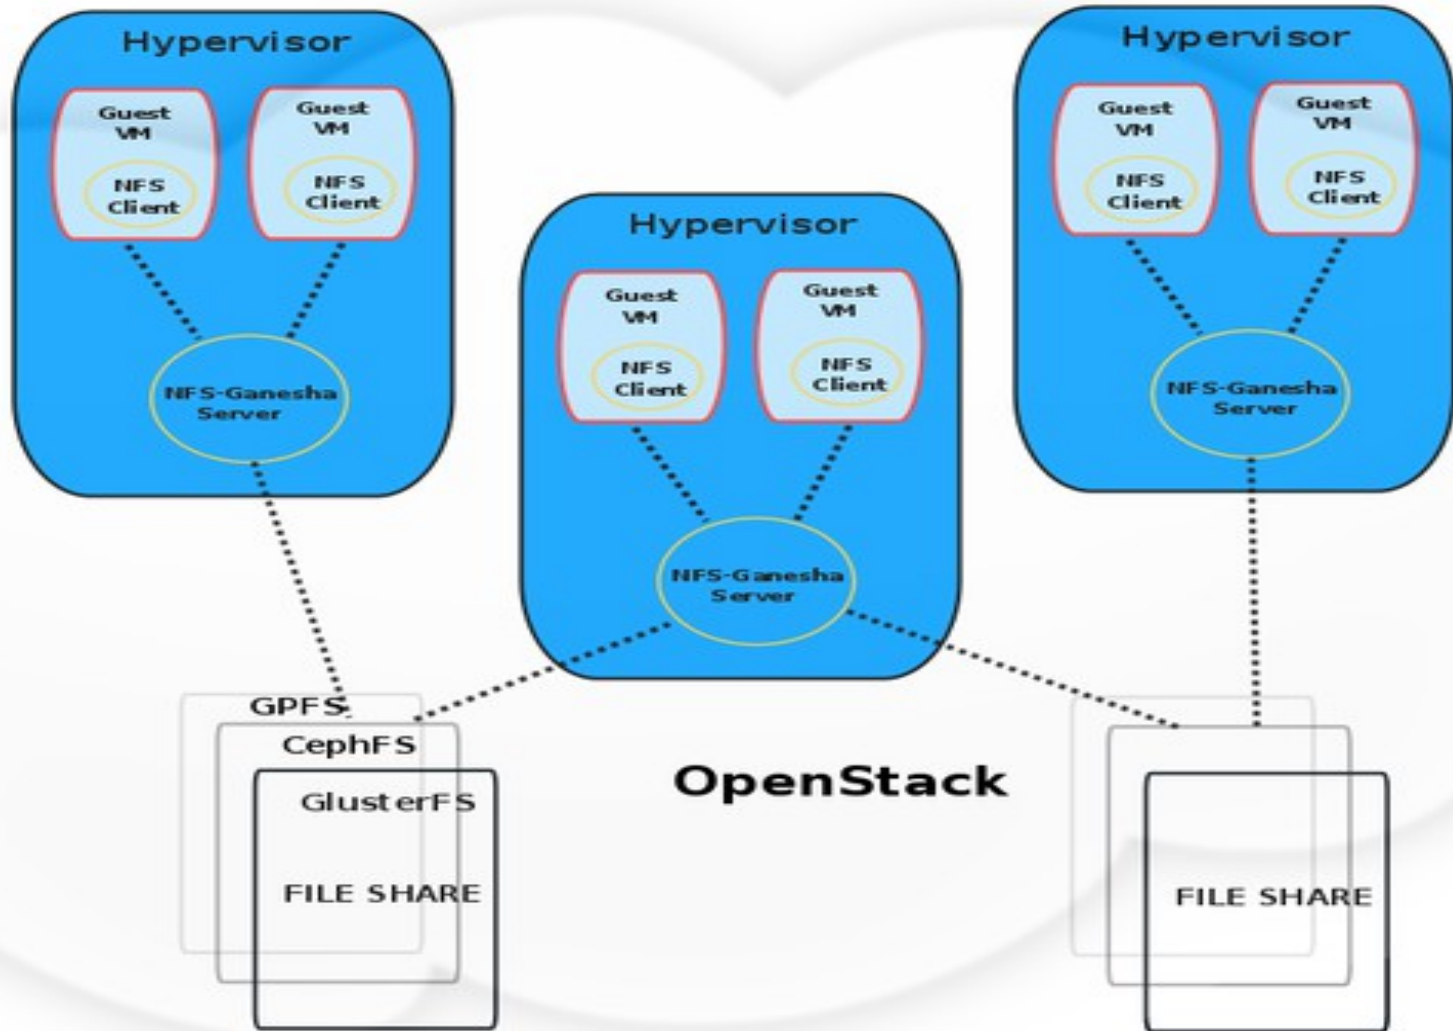 Hypervisor
Guest
VM
NFS
Client
Guest
VM
NFS
Client
NFS-Ganesha
Server
Hypervisor
Guest
VM
NFS
Client
Guest
VM
NFS
Client
NFS-Ganesha
Server
Hypervisor
Guest
VM
NFS
Client
Guest
VM
NFS
Client
NFS-Ganesha
Server
GPFS
CephFS
GlusterFS
FILE SHARE
OpenStack
FILE SHARE